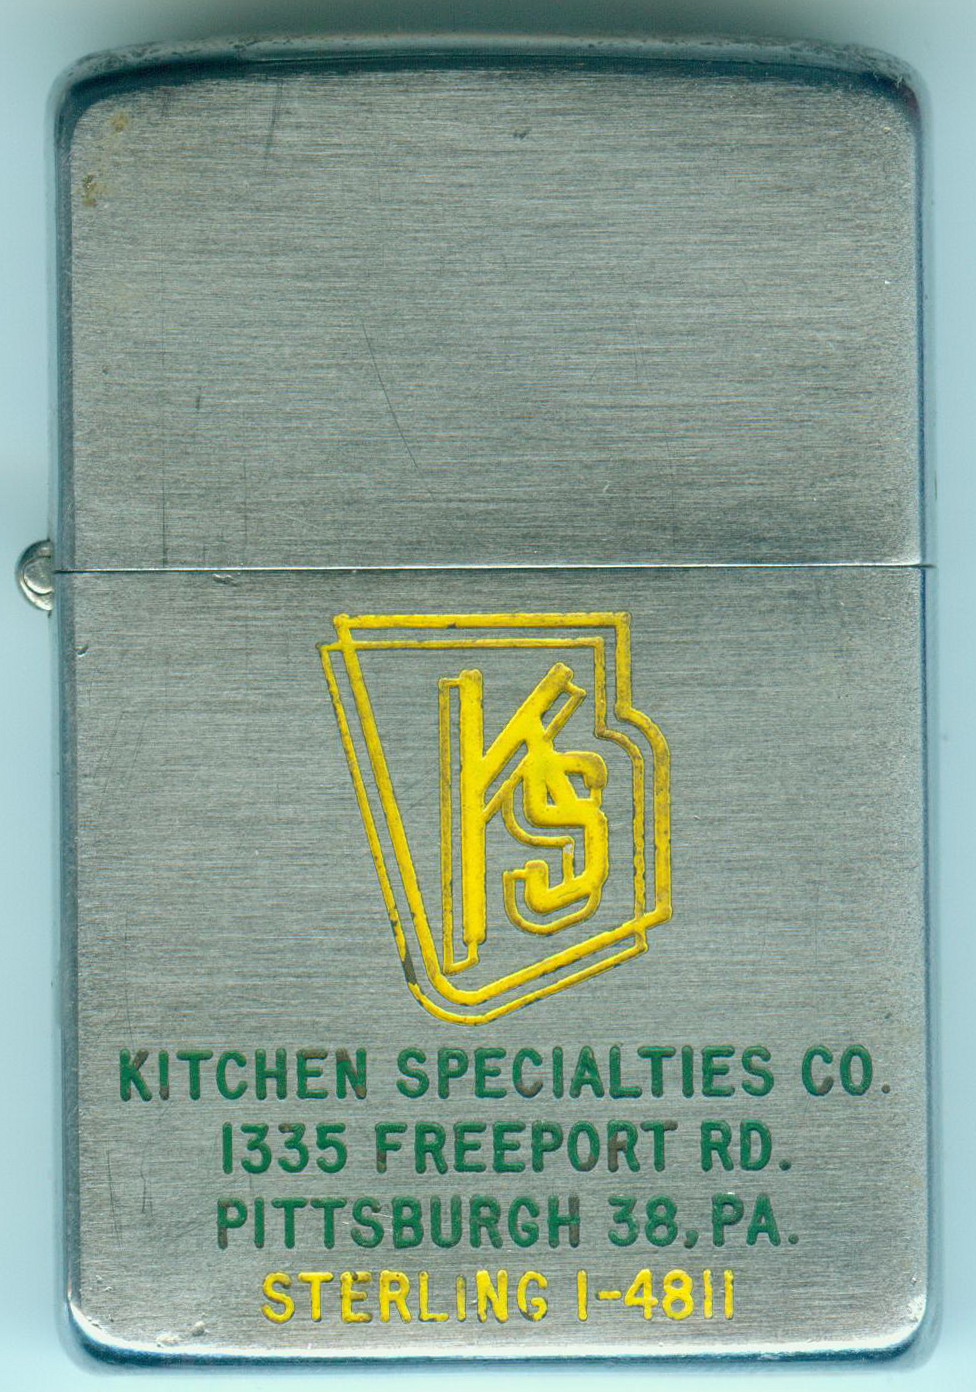 KS
KITCHEN SPECIALTIES CO.
1335 FREEPORT RD.
PITTSBURGH 38, PA.
STERLING 1-4811